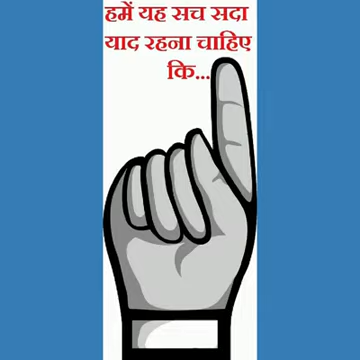 हमें यह सच सदा
याद रहना चाहिए
कि...